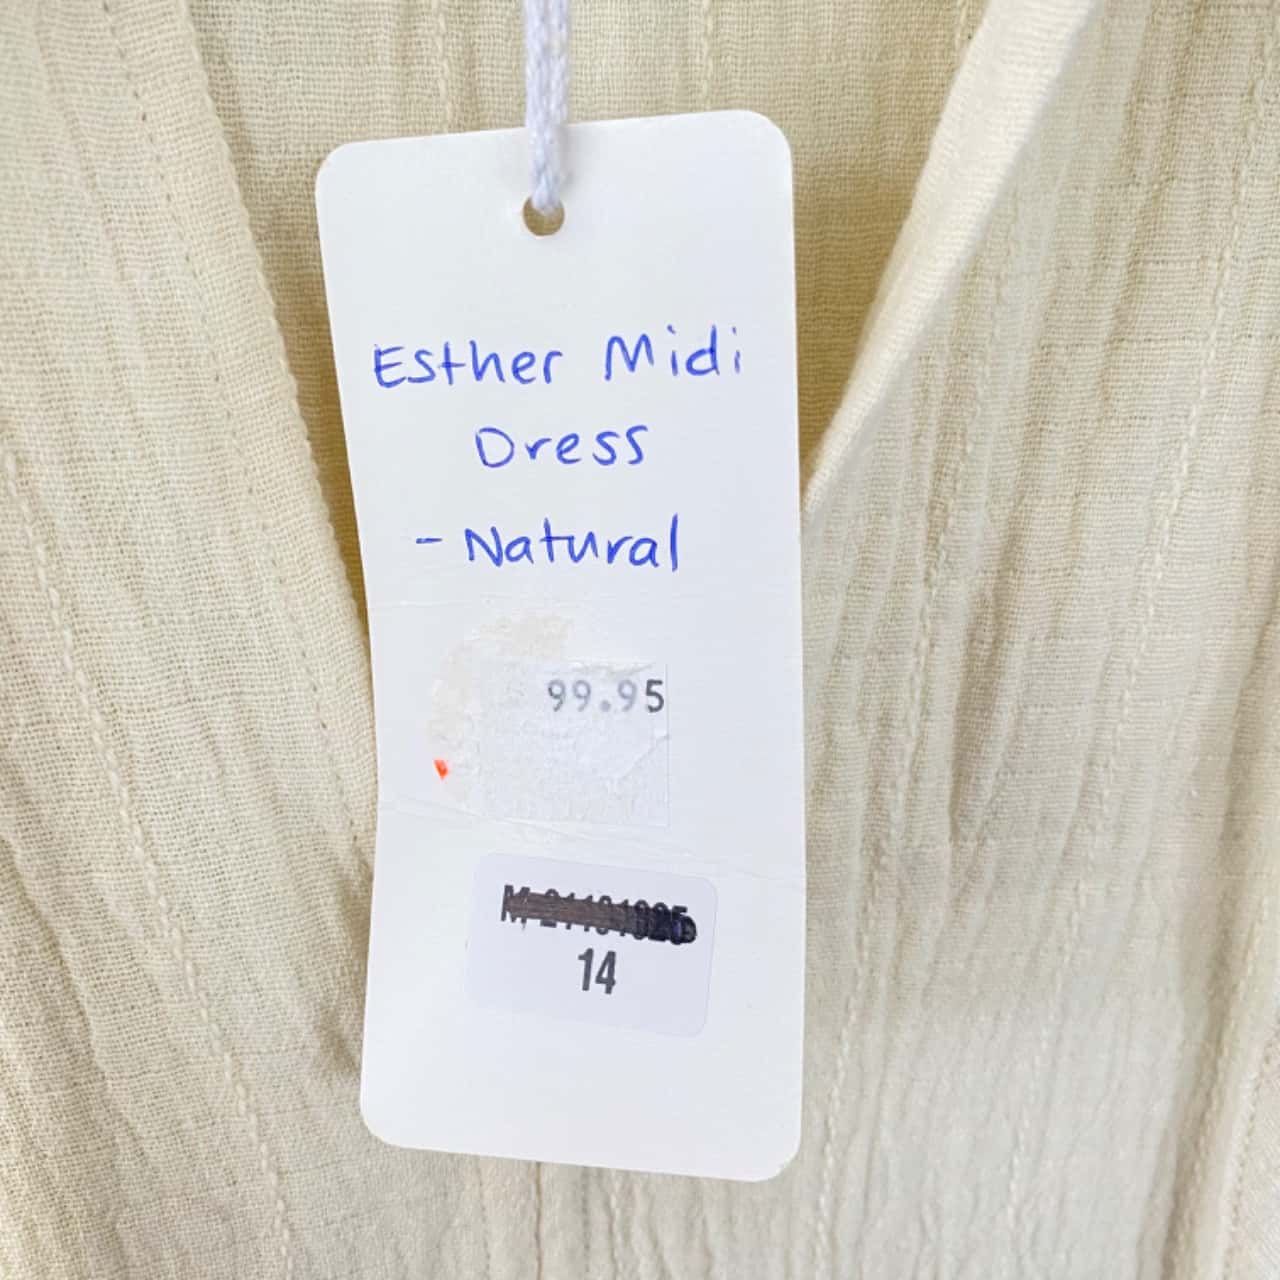 Esther Midi
Dress
- Natural
99.95
14